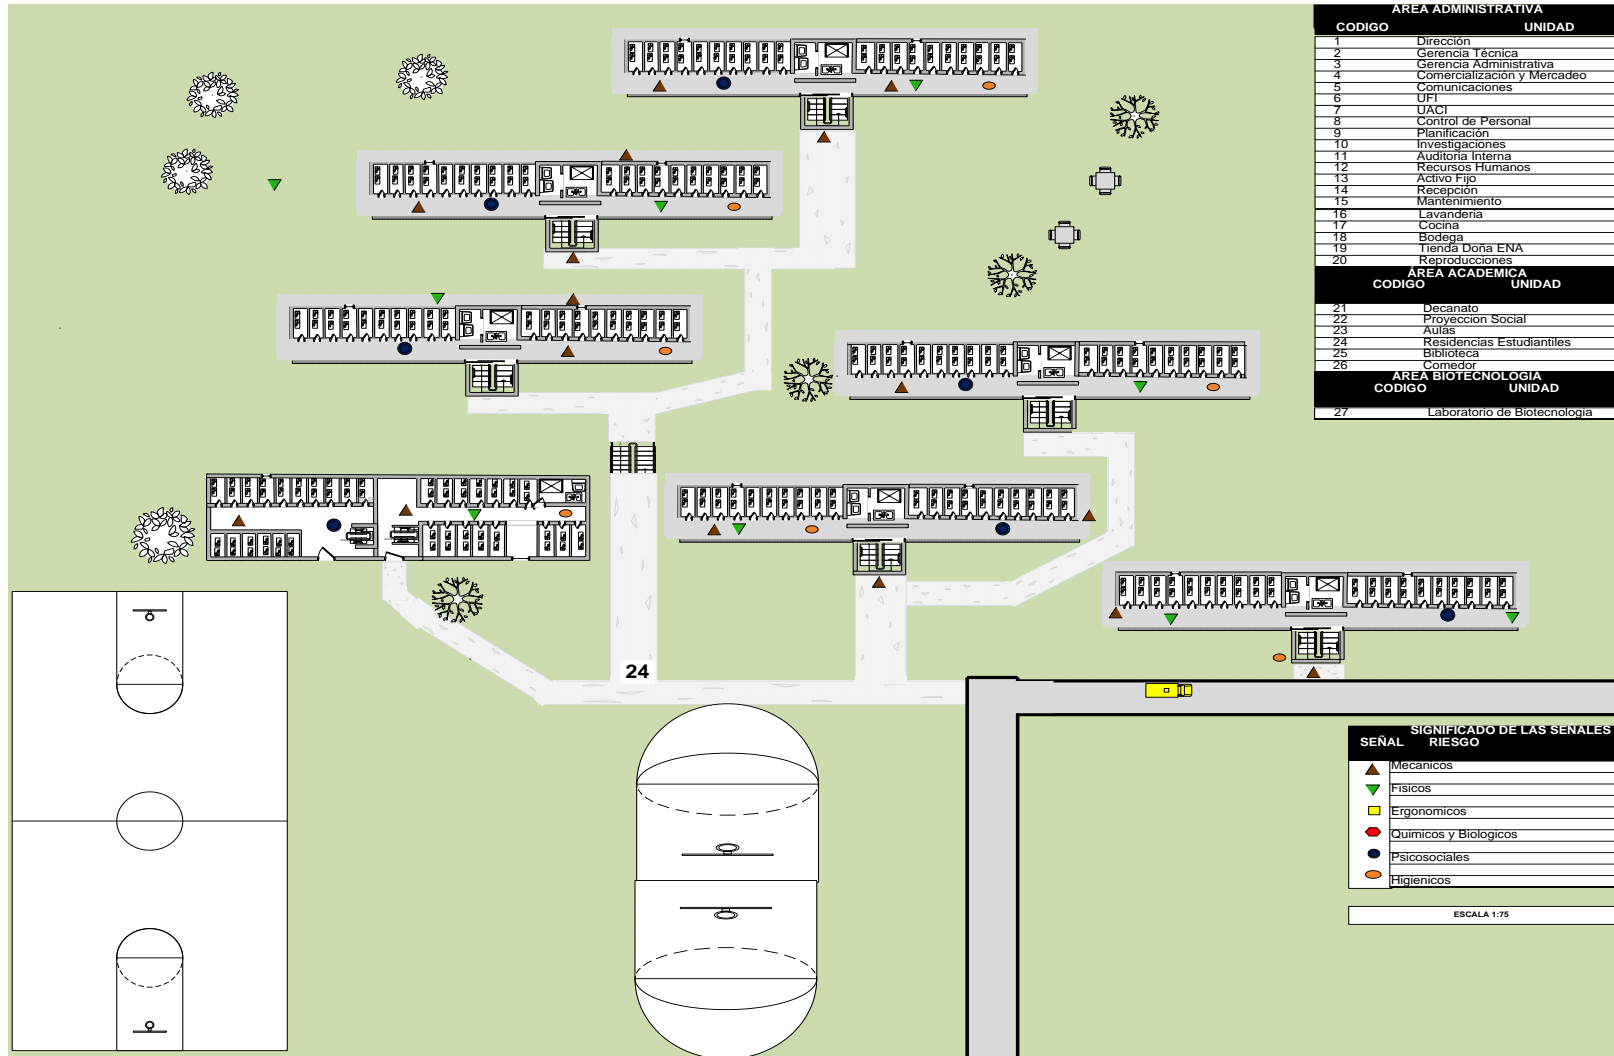 AREA ADMINISTRATIVA
CODIGO UNIDAD
1 Dirección
2 Gerencia Técnica
3 Gerencia Administrativa
4 Comercialización y Mercadeo
5 Comunicaciones
6 UFI
7 UACI
8 Control de Personal
9 Planificación
10 Investigaciones
11 Auditoria Interna
12 Recursos Humanos
13 Activo Fijo
14 Recepción
15 Mantenimiento
16 Lavanderia
17 Cocina
18 Bodega
19 Tienda Doña ENA
20 Reproducciones
ÁREA ACADEMICA
CODIGO UNIDAD
21 Decanato
22 Proyeccion Social
23 Aulas
24 Residencias Estudiantiles
25 Biblioteca
26 Comedor
AREA BIOTECNOLOGIA
CODIGO UNIDAD
27 Laboratorio de Biotecnologia
24
SIGNIFICADO DE LAS SEÑALES
SEÑAL RIESGO
Mecanicos
Fisicos
Ergonomicos
Quimicos y Biologicos
Psicosociales
Higienicos
ESCALA 1:75